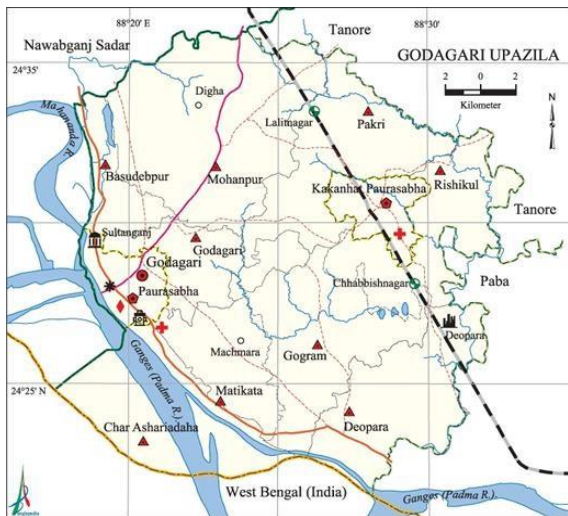 88°20' E
88°30'
Tanore
Nawabganj Sadar
24°35'
GODAGARI UPAZILA
2 0 2
Kilometer
N
Digha
Mahananda R.
Lalitnagar
Pakri
Basudebpur
Mohanpur
Rishikul
Kakanhat Paurasabha
Tanore
Sultanganj
Godagari
Godagari
Paurasabha
Chhabbishnagar
Paba
Deopara
Machmara
Gogram
24°25' N
Ganges (Padma R.)
Matikata
Deopara
Char Ashariadaha
West Bengal (India)
Ganges (Padma R.)